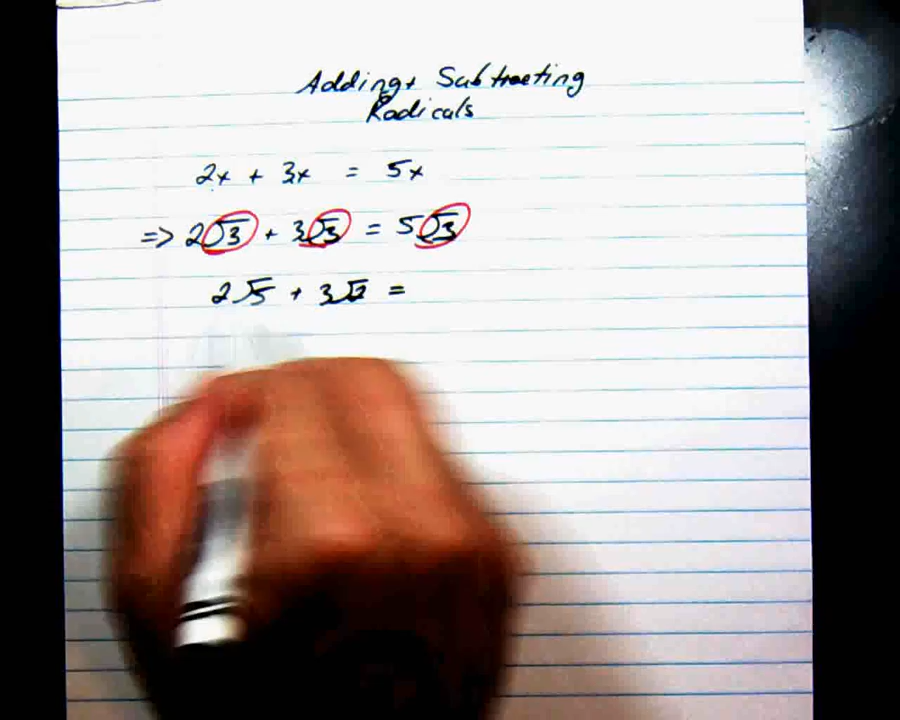 Adding + Subtracting
Radicals
2x + 3x = 5x
=> 2√3 + 3√3 = 5√3
2√5 + 3√2 =